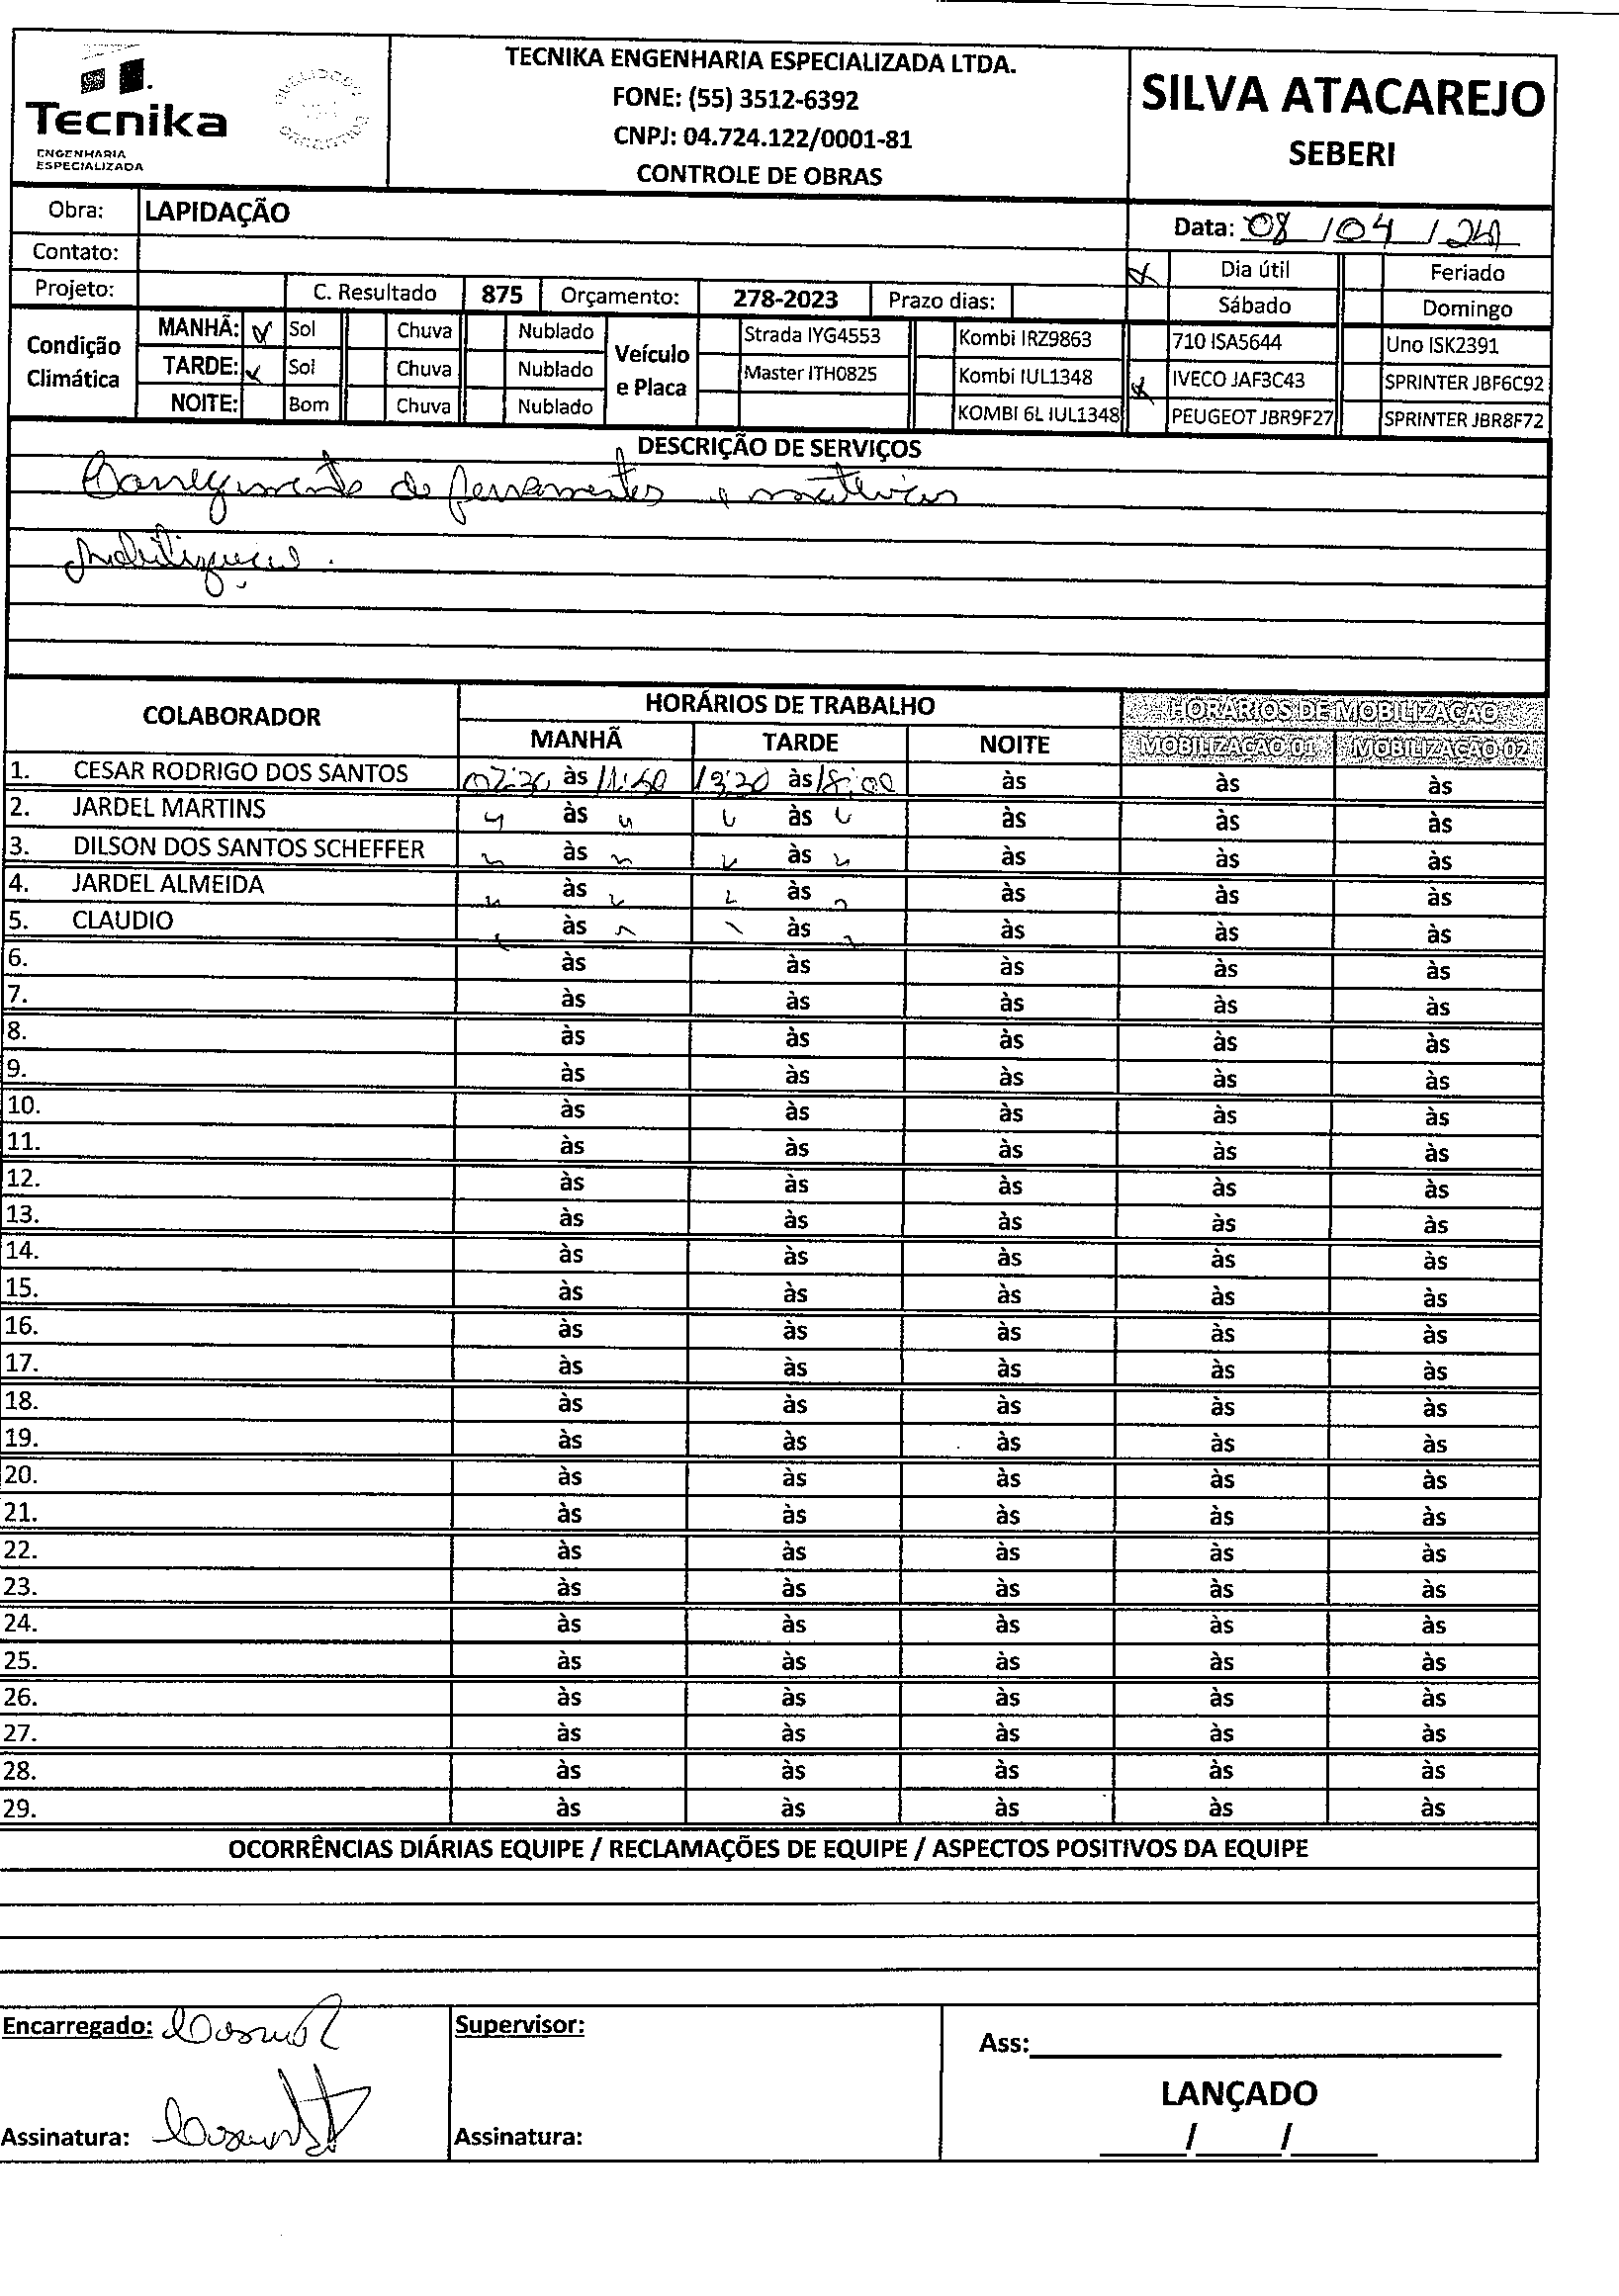 Tecnika
ENGENHARIA
ESPECIALIZADA
TECNIKA ENGENHARIA ESPECIALIZADA LTDA.
FONE: (55) 3512-6392
CNPJ: 04.724.122/0001-81
CONTROLE DE OBRAS
SILVA ATACAREJO
SEBERI
Obra: LAPIDAÇÃO
Data: 08/04/24
Contato:
Dia útil Feriado
Projeto: C. Resultado 875 Orçamento: 278-2023 Prazo dias:
Sábado Domingo
Condição Climática
MANHÃ: Sol Chuva Nublado
TARDE: Sol Chuva Nublado
NOITE: Bom Chuva Nublado
Veículo e Placa
Strada IYG4553 Kombi IRZ9863 710 ISA5644 Uno ISK2391
Master ITH0825 Kombi IUL1348 IVECO JAF3C43 SPRINTER JBF6C92
KOMBI 6L IUL1348 PEUGEOT JBR9F27 SPRINTER JBR8F72
DESCRIÇÃO DE SERVIÇOS
Carregamento de ferramentas e materiais
Mobilização.
COLABORADOR HORÁRIOS DE TRABALHO HORÁRIOS DE MOBILIZAÇÃO
MANHÃ TARDE NOITE MOBILIZAÇÃO 01 MOBILIZAÇÃO 02
1. CESAR RODRIGO DOS SANTOS 07:30 às 11:50 13:30 às 18:00 às às às
2. JARDEL MARTINS às às às às às
3. DILSON DOS SANTOS SCHEFFER às às às às às
4. JARDEL ALMEIDA às às às às às
5. CLAUDIO às às às às às
6. às às às às às
7. às às às às às
8. às às às às às
9. às às às às às
10. às às às às às
11. às às às às às
12. às às às às às
13. às às às às às
14. às às às às às
15. às às às às às
16. às às às às às
17. às às às às às
18. às às às às às
19. às às às às às
20. às às às às às
21. às às às às às
22. às às às às às
23. às às às às às
24. às às às às às
25. às às às às às
26. às às às às às
27. às às às às às
28. às às às às às
29. às às às às às
OCORRÊNCIAS DIÁRIAS EQUIPE / RECLAMAÇÕES DE EQUIPE / ASPECTOS POSITIVOS DA EQUIPE
Encarregado:
Supervisor:
Ass:
LANÇADO
Assinatura:
Assinatura:
/ /